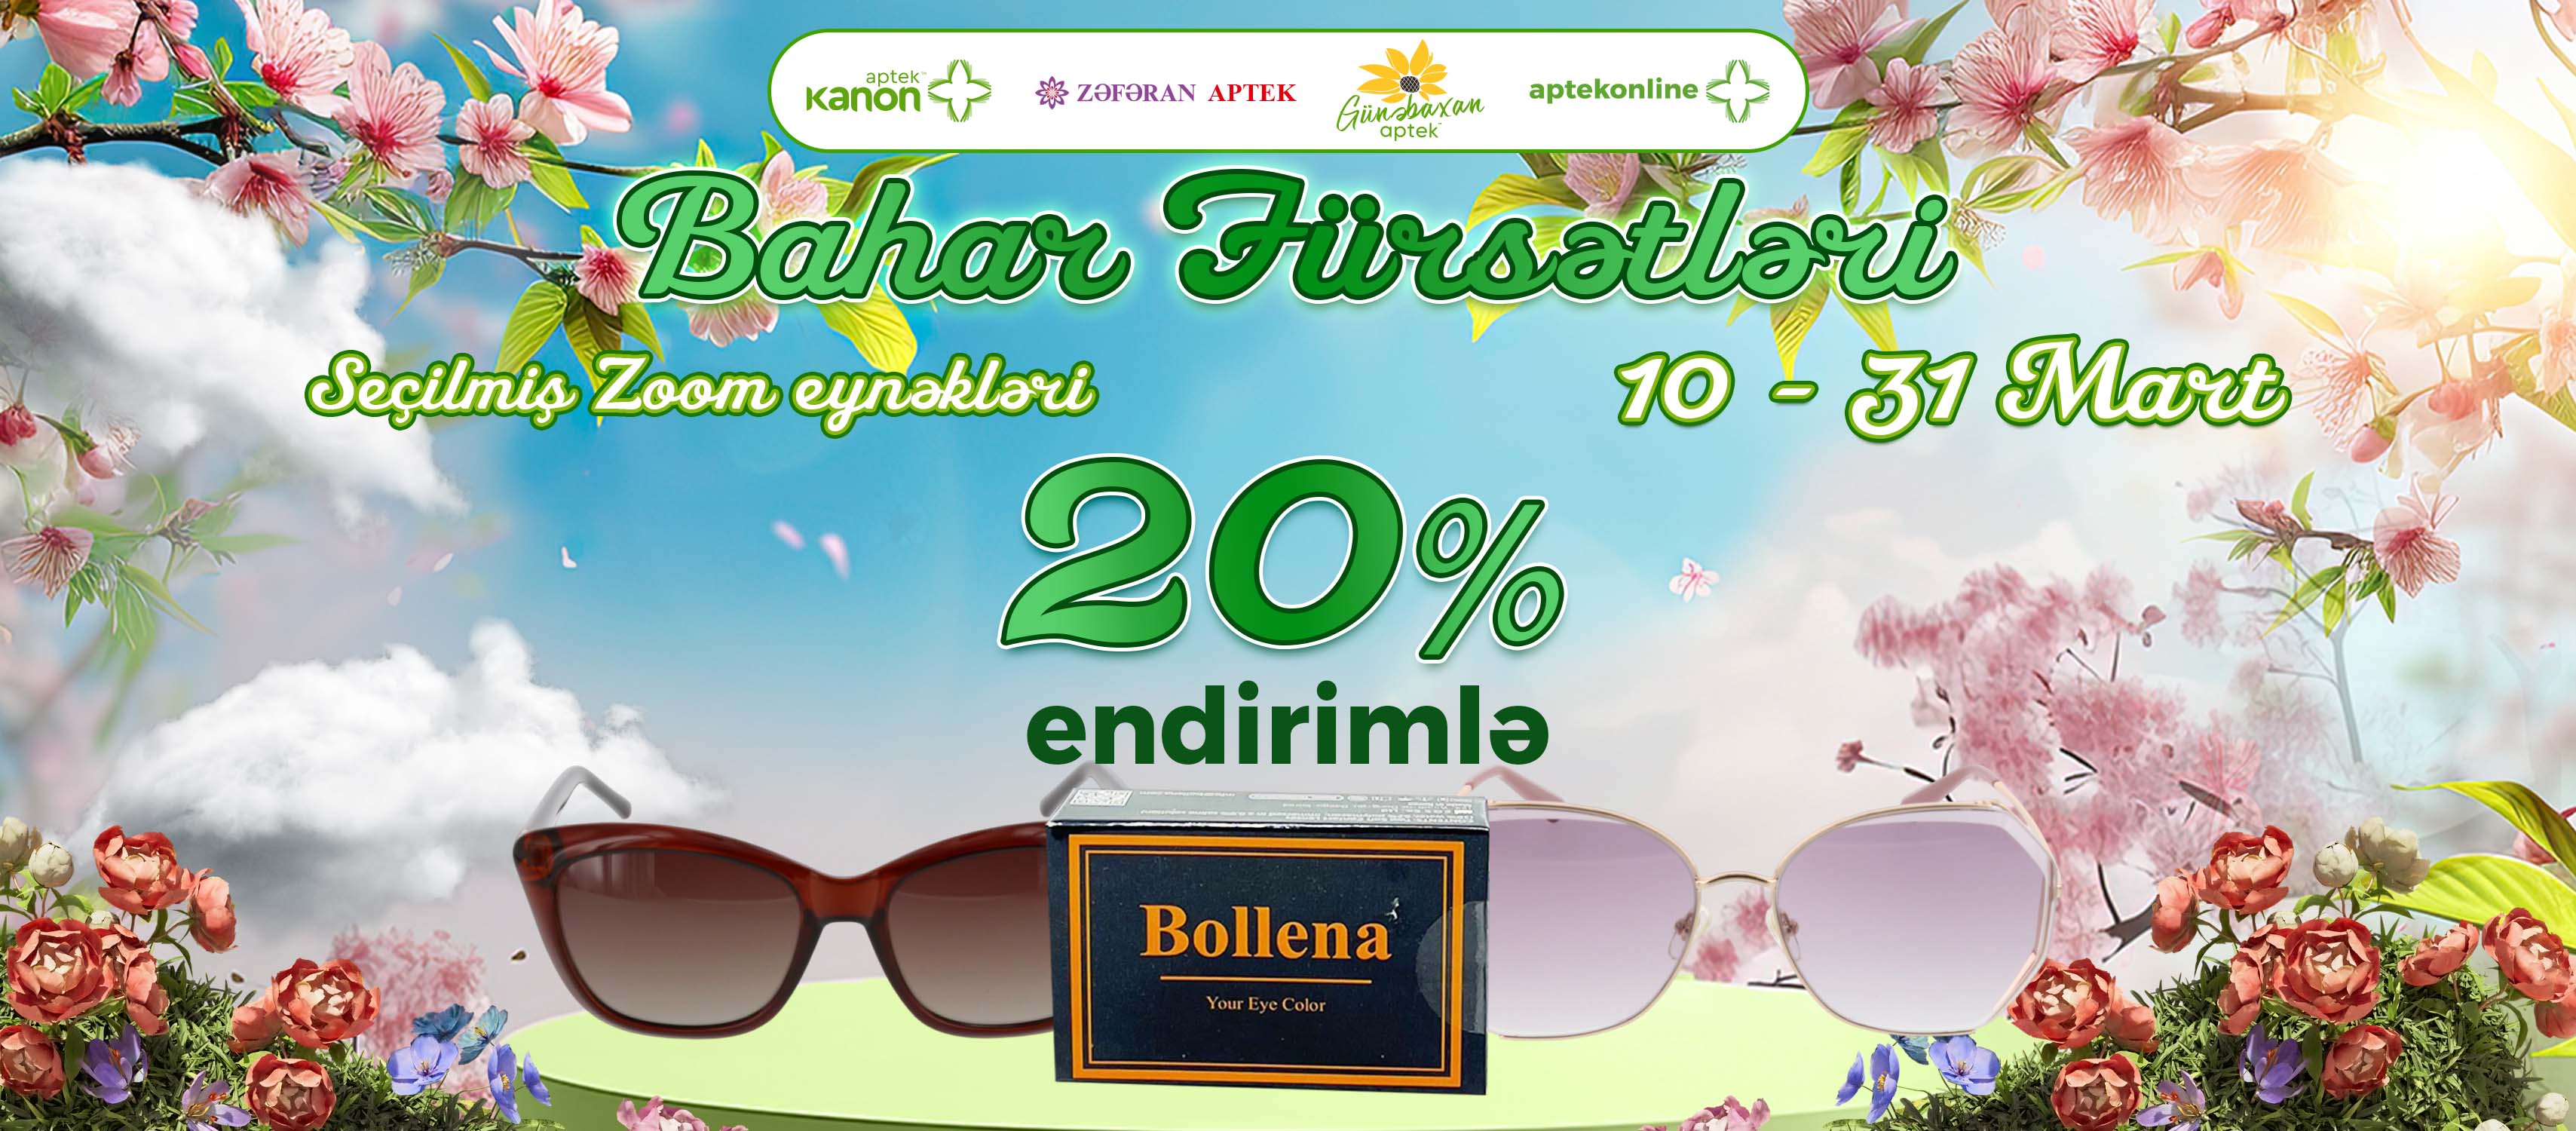 aptek™
kanon
ZƏFƏRAN APTEK
Günəbaxan
aptek
aptekonline
Bahar Fürsətləri
Seçilmiş Zoom eynəkləri
10 - 31 Mart
20%
endirimlə
Bollena
Your Eye Color